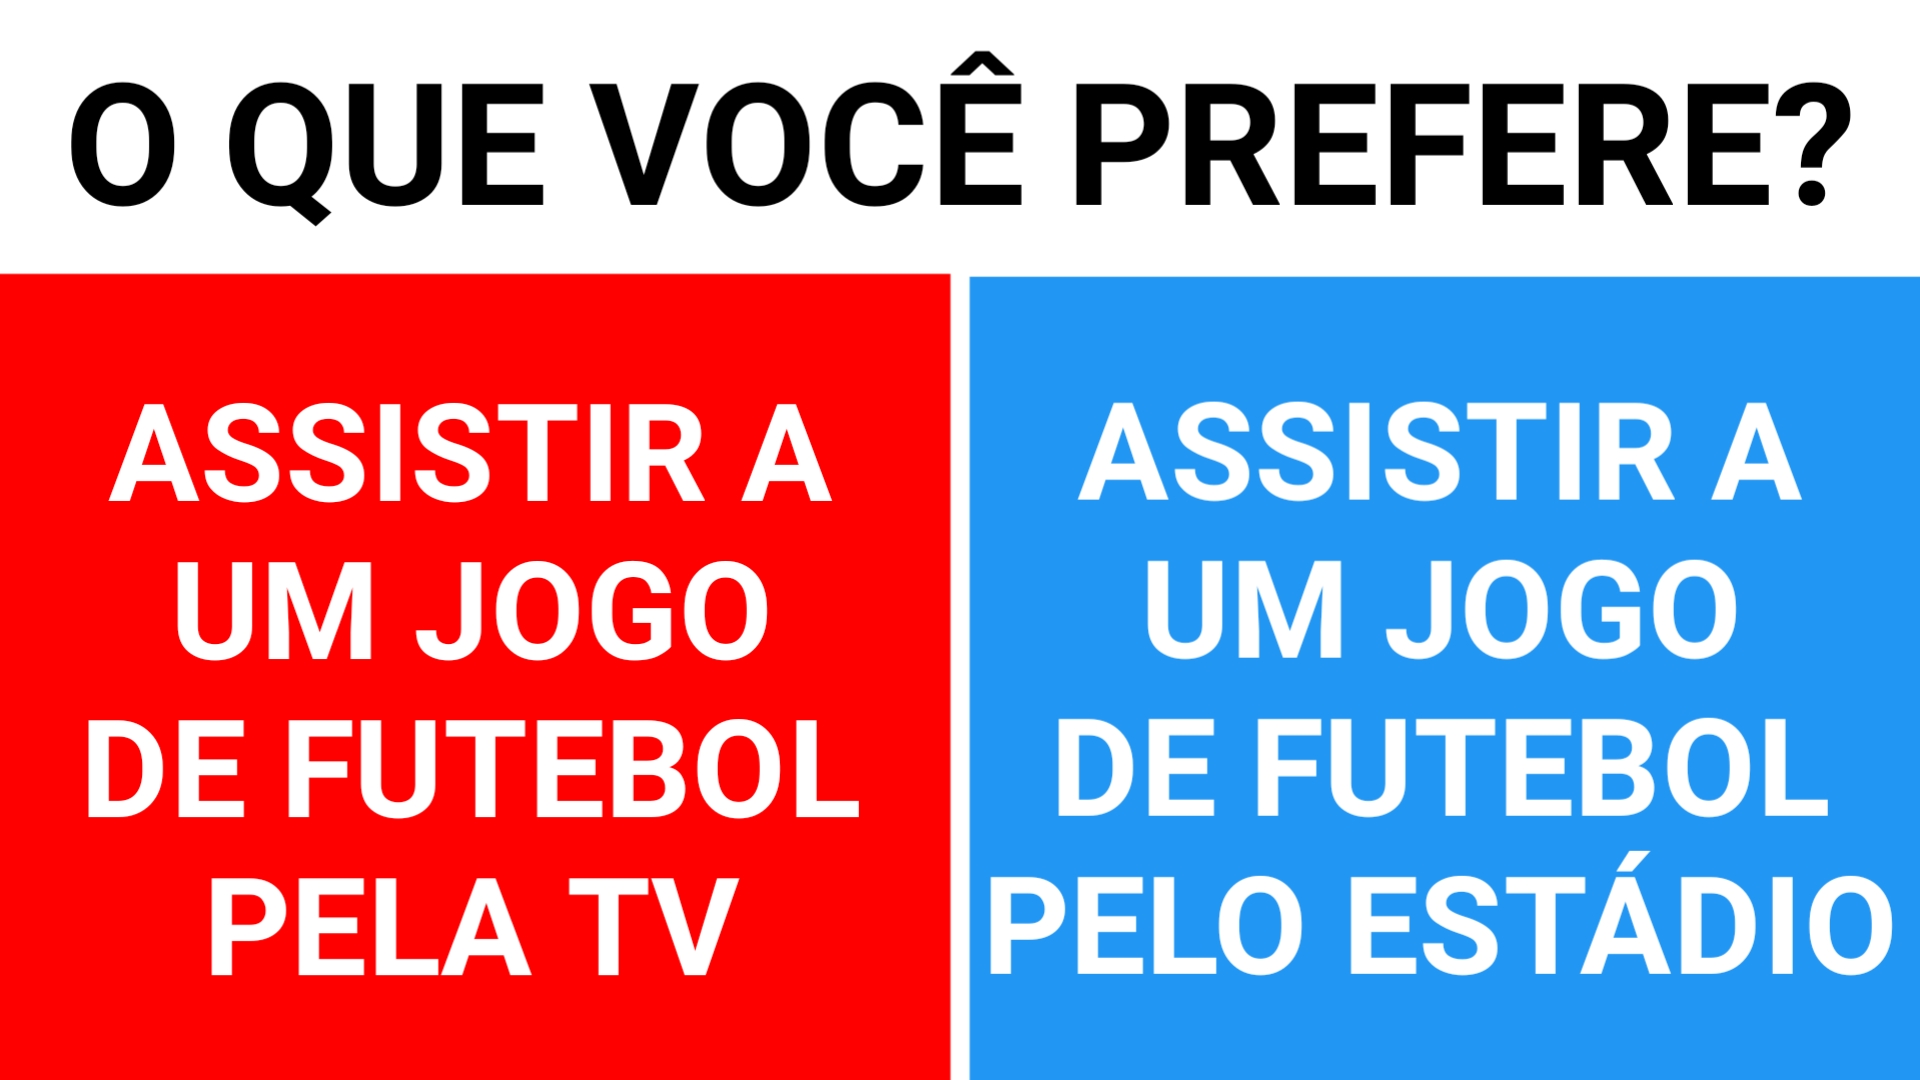 O QUE VOCÊ PREFERE?
ASSISTIR A
UM JOGO
DE FUTEBOL
PELA TV
ASSISTIR A
UM JOGO
DE FUTEBOL
PELO ESTÁDIO